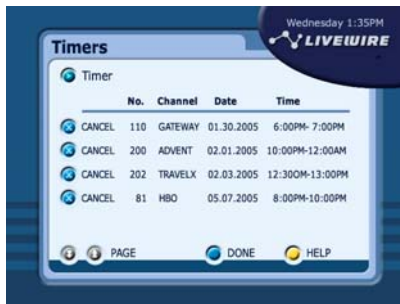 Wednesday 1:35PM
LIVEWIRE
Timers
Timer
No. Channel Date Time
CANCEL 110 GATEWAY 01.30.2005 6:00PM- 7:00PM
CANCEL 200 ADVENT 02.01.2005 10:00PM-12:00AM
CANCEL 202 TRAVELX 02.03.2005 12:30OM-13:00PM
CANCEL 81 HBO 05.07.2005 8:00PM-10:00PM
PAGE DONE HELP